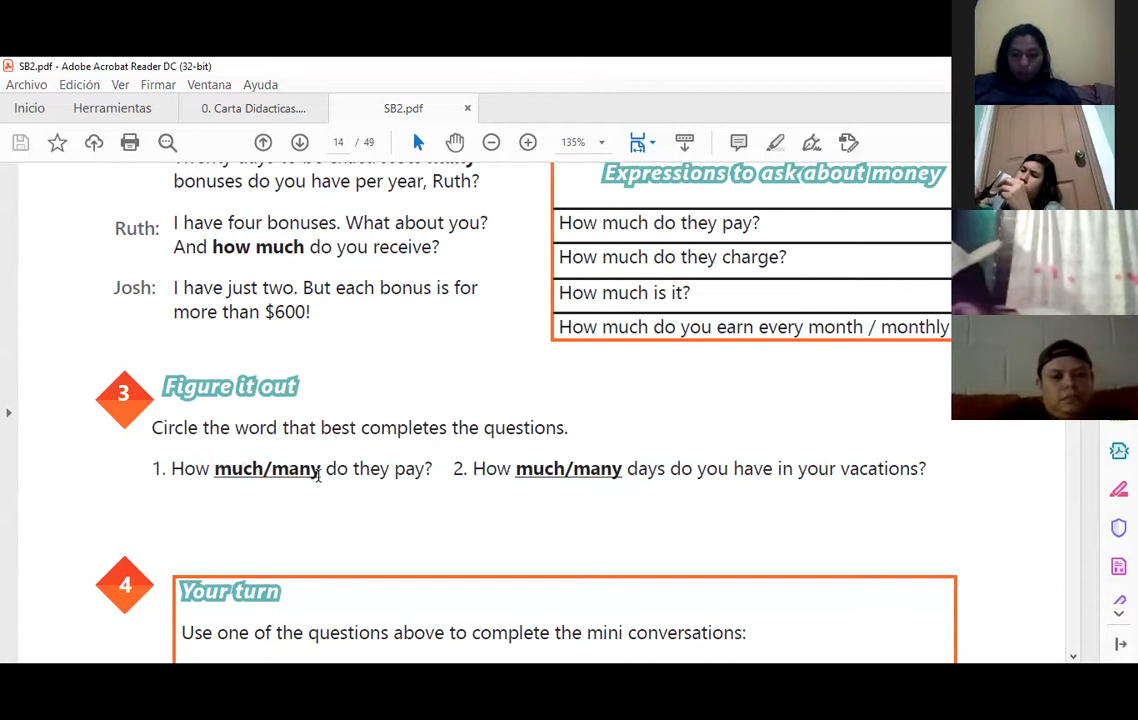 SB2.pdf - Adobe Acrobat Reader DC (32-bit)
Archivo Edición Ver Firmar Ventana Ayuda
Inicio Herramientas 0. Carta Didacticas.... SB2.pdf ×
14 / 49 135%
bonuses do you have per year, Ruth?
Ruth: I have four bonuses. What about you?
And how much do you receive?
Josh: I have just two. But each bonus is for
more than $600!
Expressions to ask about money
How much do they pay?
How much do they charge?
How much is it?
How much do you earn every month / monthly
3 Figure it out
Circle the word that best completes the questions.
1. How much/many do they pay? 2. How much/many days do you have in your vacations?
4 Your turn
Use one of the questions above to complete the mini conversations: